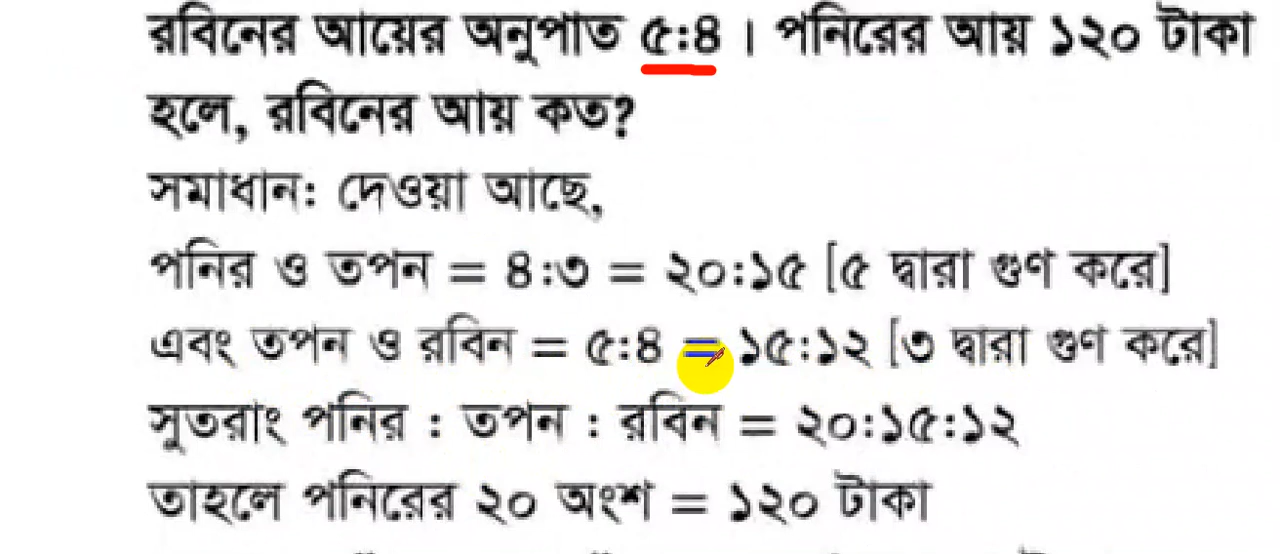 রবিনের আয়ের অনুপাত ৫:৪ । পনিরের আয় ১২০ টাকা
হলে, রবিনের আয় কত?
সমাধান: দেওয়া আছে,
পনির ও তপন = ৪:৩ = ২০:১৫ [৫ দ্বারা গুণ করে]
এবং তপন ও রবিন = ৫:৪ = ১৫:১২ [৩ দ্বারা গুণ করে]
সুতরাং পনির : তপন : রবিন = ২০:১৫:১২
তাহলে পনিরের ২০ অংশ = ১২০ টাকা